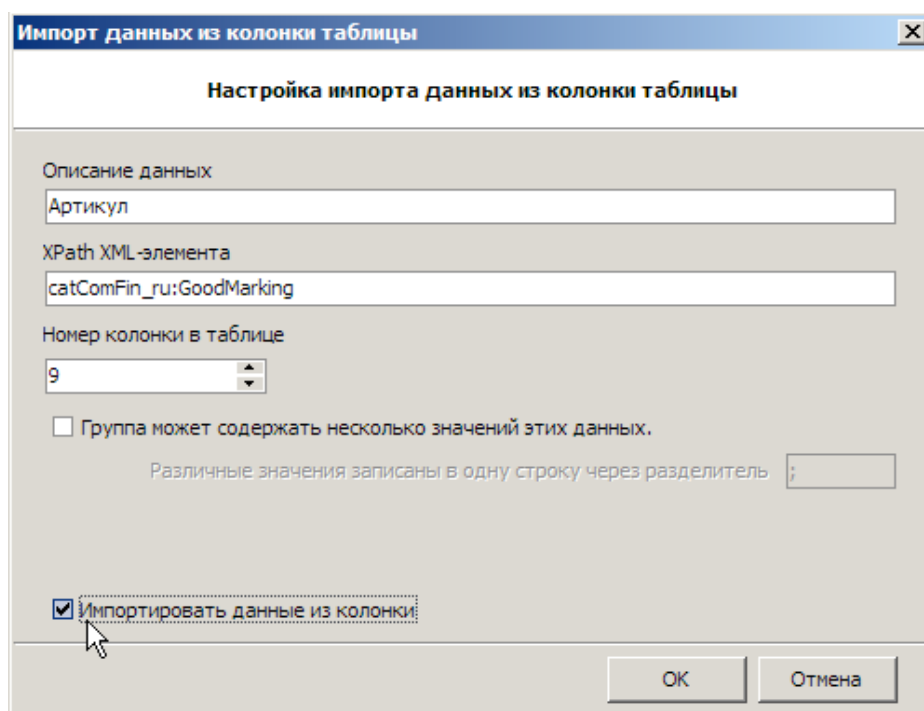 Импорт данных из колонки таблицы
Настройка импорта данных из колонки таблицы
Описание данных
Артикул
XPath XML-элемента
catComFin_ru:GoodMarking
Номер колонки в таблице
9
Группа может содержать несколько значений этих данных.
Различные значения записаны в одну строку через разделитель ;
Импортировать данные из колонки
ОК Отмена